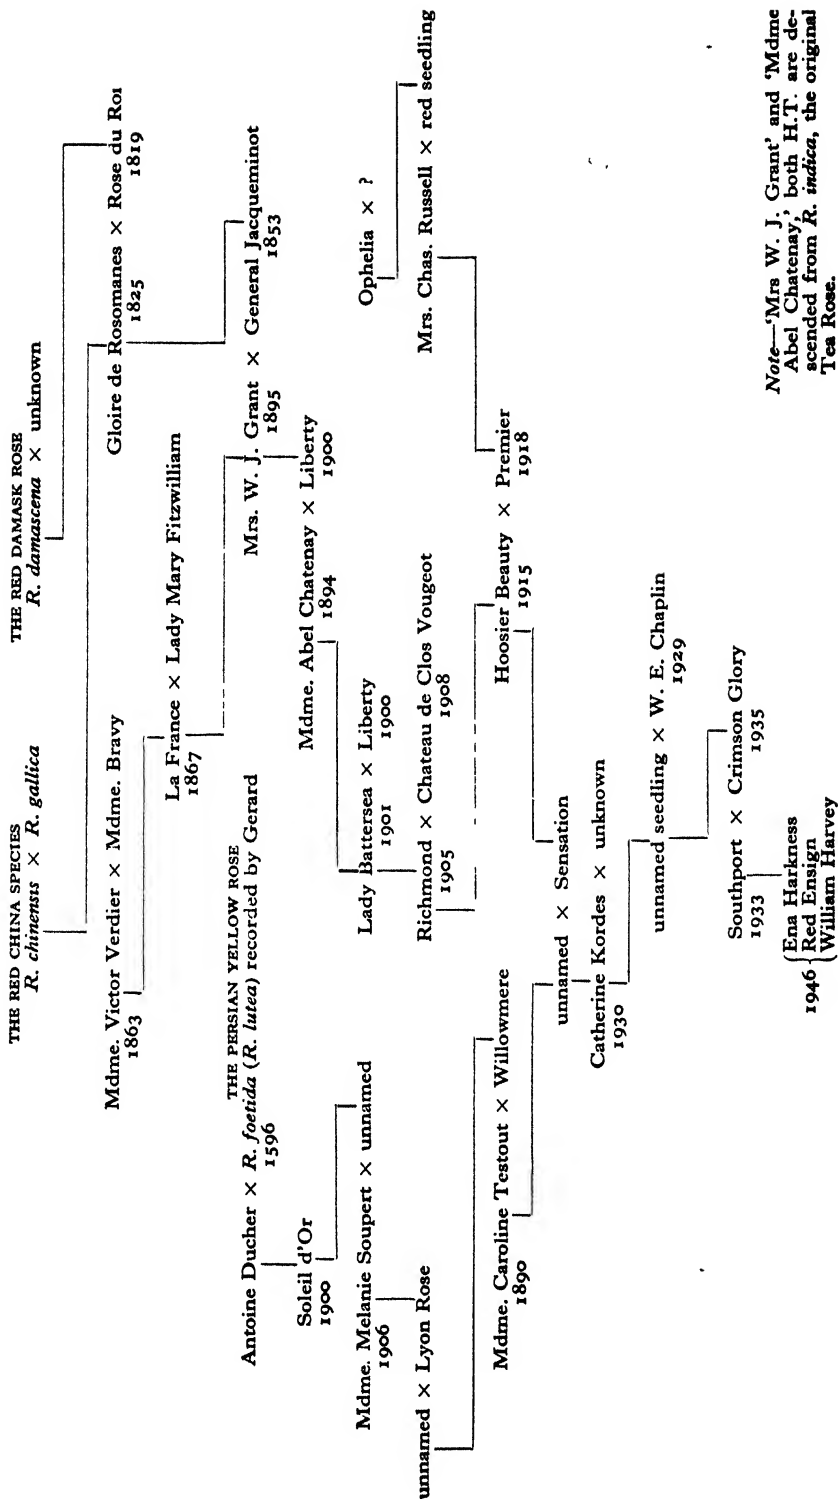 THE RED CHINA SPECIES
R. chinensis × R. gallica
THE RED DAMASK ROSE
R. damascena × unknown
Mdme. Victor Verdier × Mdme. Bravy
1863
Gloire de Rosomanes × Rose du Roi
1825
1819
La France × Lady Mary Fitzwilliam
1867
THE PERSIAN YELLOW ROSE
Antoine Ducher × R. foetida (R. lutea) recorded by Gerard
1596
Mrs. W. J. Grant × General Jacqueminot
1895
1853
Soleil d'Or
1900
Mdme. Abel Chatenay × Liberty
1894
1900
Mdme. Melanie Soupert × unnamed
1906
Lady Battersea × Liberty
1901
1900
Ophelia × ?
unnamed × Lyon Rose
Richmond × Chateau de Clos Vougeot
1905
1908
Mrs. Chas. Russell × red seedling
Mdme. Caroline Testout × Willowmere
1890
Hoosier Beauty × Premier
1915
1918
unnamed × Sensation
Catherine Kordes × unknown
1930
unnamed seedling × W. E. Chaplin
1929
Southport × Crimson Glory
1933
1935
1946 { Ena Harkness
Red Ensign
William Harvey
Note—'Mrs W. J. Grant' and 'Mdme
Abel Chatenay,' both H.T. are de-
scended from R. indica, the original
Tea Rose.